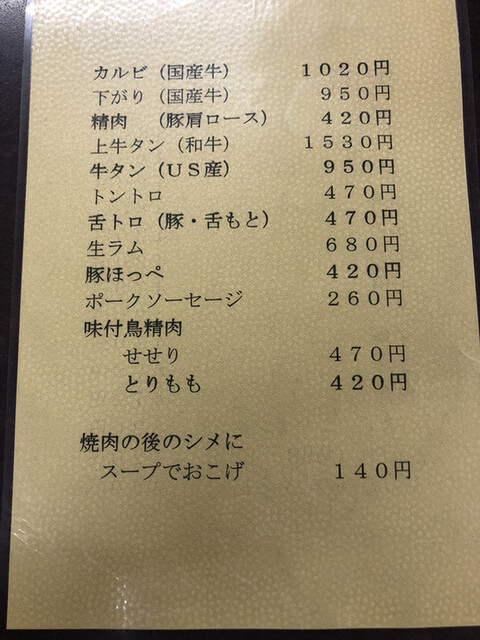 カルビ（国産牛） １０２０円
下がり（国産牛） ９５０円
精肉　（豚肩ロース） ４２０円
上牛タン（和牛） １５３０円
牛タン（ＵＳ産） ９５０円
トントロ ４７０円
舌トロ（豚・舌もと） ４７０円
生ラム ６８０円
豚ほっぺ ４２０円
ポークソーセージ ２６０円
味付鳥精肉
せせり ４７０円
とりもも ４２０円
焼肉の後のシメに
スープでおこげ １４０円